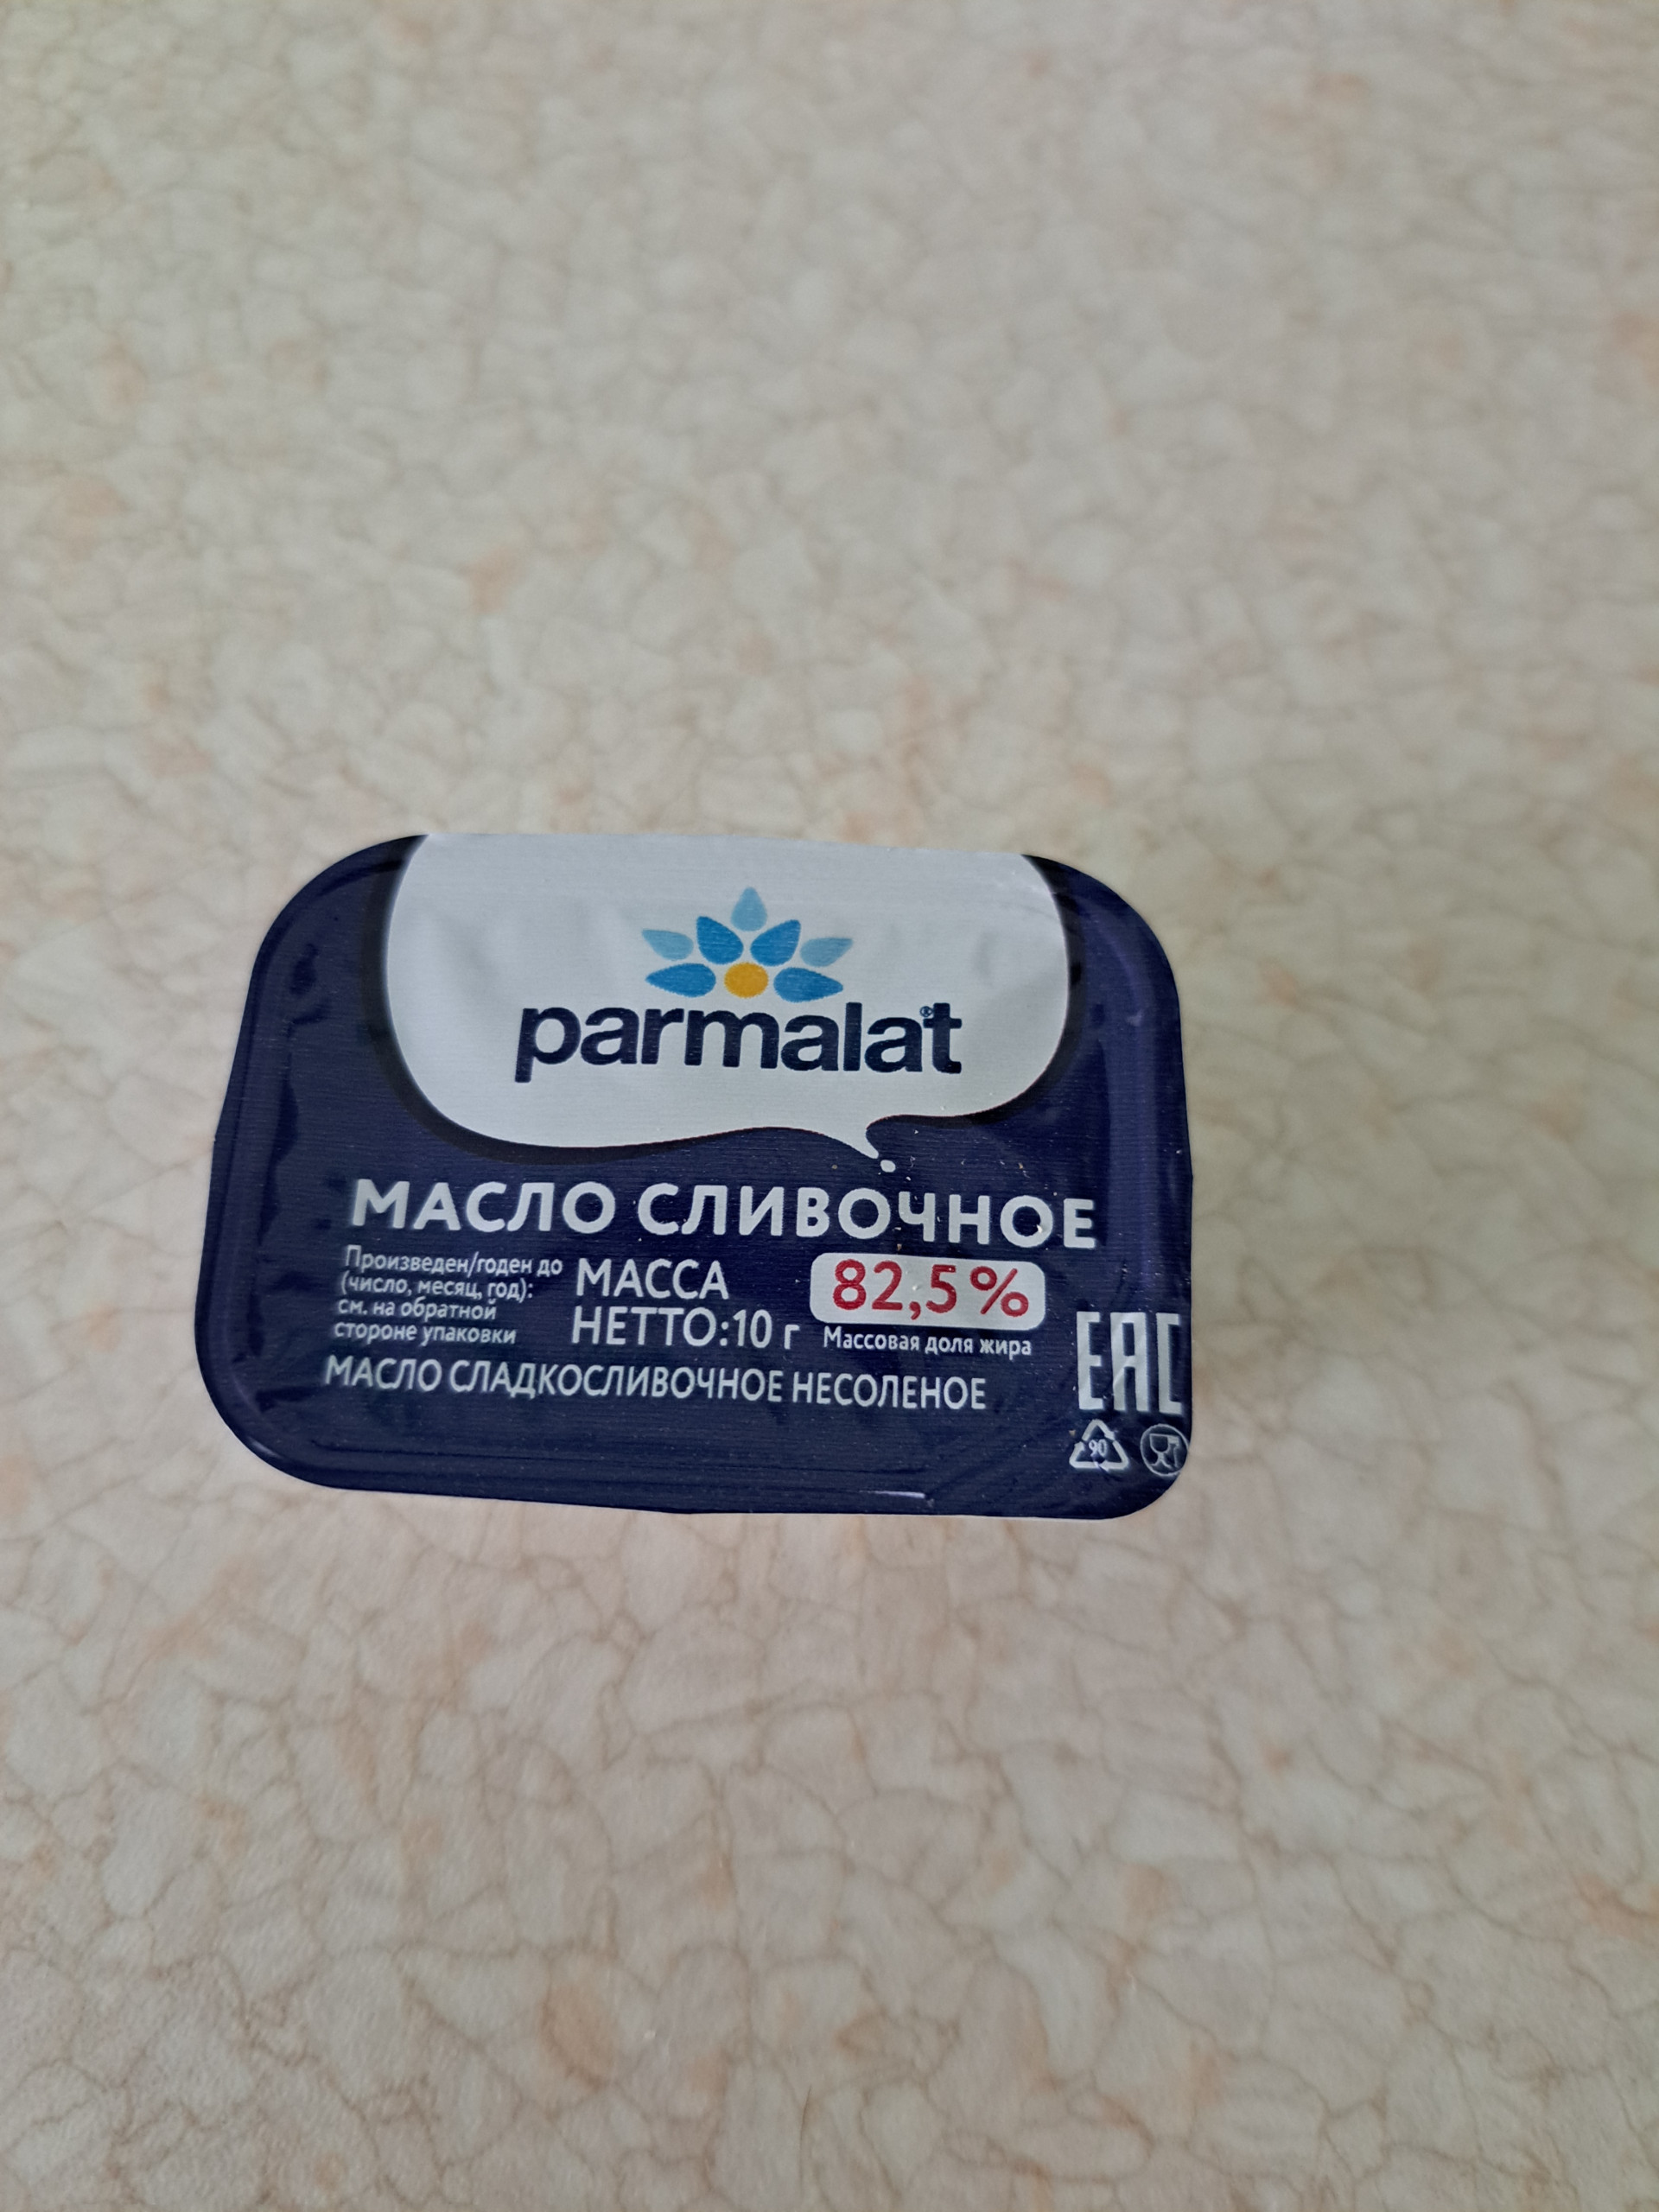 parmalat®
МАСЛО СЛИВОЧНОЕ
Произведен/годен до
(число, месяц, год):
см. на обратной
стороне упаковки
МАССА
НЕТТО:10 г
82,5%
Массовая доля жира
МАСЛО СЛАДКОСЛИВОЧНОЕ НЕСОЛЕНОЕ
ЕАС
90